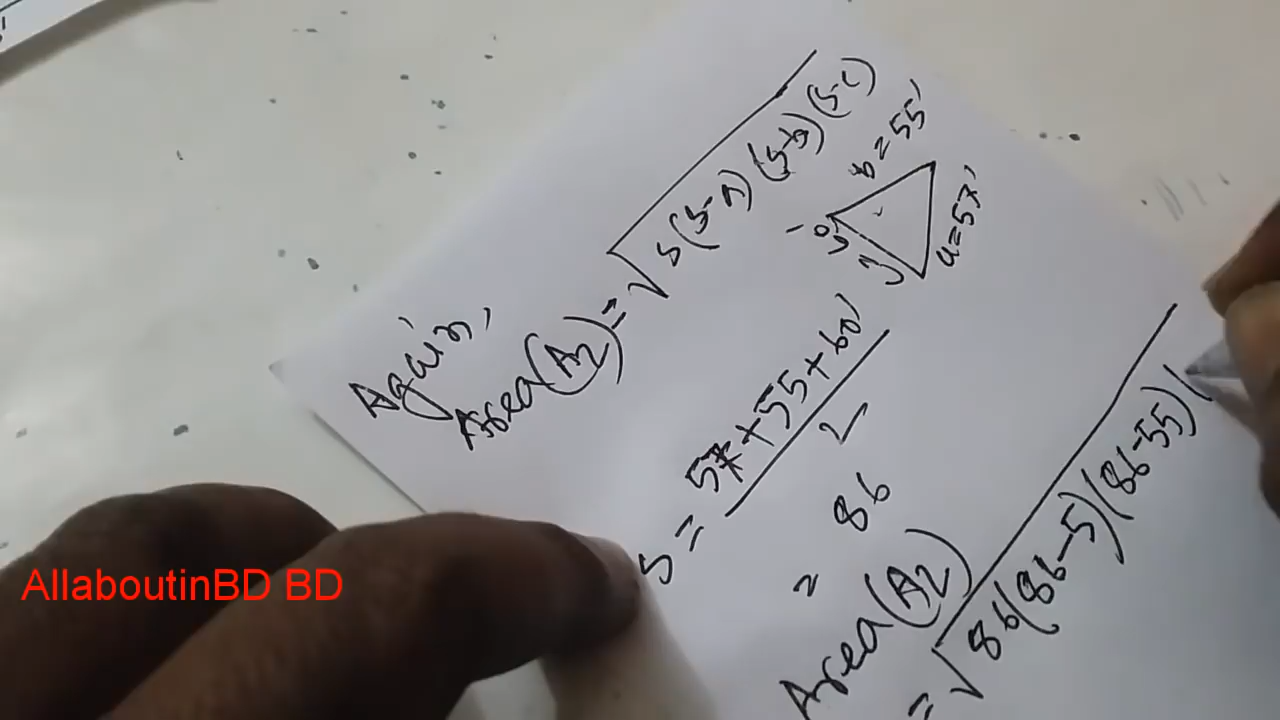 Again,
Area(A2) = √s(s-a)(s-b)(s-c)
b = 55'
a = 57'
60'
s = 57+55+60' / 2
= 86
Area(A2)
= √86(86-5)(86-55)(
AllaboutinBD BD